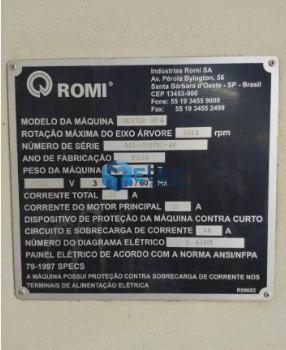 ROMI®
Indústrias Romi SA
Av. Pérola Byington, 56
Santa Bárbara d'Oeste - SP - Brasil
CEP 13453-900
Fone: 55 19 3455 9000
Fax: 55 19 3455 2499
MODELO DA MÁQUINA
ROTAÇÃO MÁXIMA DO EIXO ÁRVORE rpm
NÚMERO DE SÉRIE
ANO DE FABRICAÇÃO
PESO DA MÁQUINA
V 3 50/60Hz
CORRENTE TOTAL A
CORRENTE DO MOTOR PRINCIPAL A
DISPOSITIVO DE PROTEÇÃO DA MÁQUINA CONTRA CURTO
CIRCUITO E SOBRECARGA DE CORRENTE A
NÚMERO DO DIAGRAMA ELÉTRICO
PAINEL ELÉTRICO DE ACORDO COM A NORMA ANSI/NFPA
79-1997 SPECS
A MÁQUINA POSSUI PROTEÇÃO CONTRA SOBRECARGA DE CORRENTE NOS
TERMINAIS DE ALIMENTAÇÃO ELÉTRICA
R99682